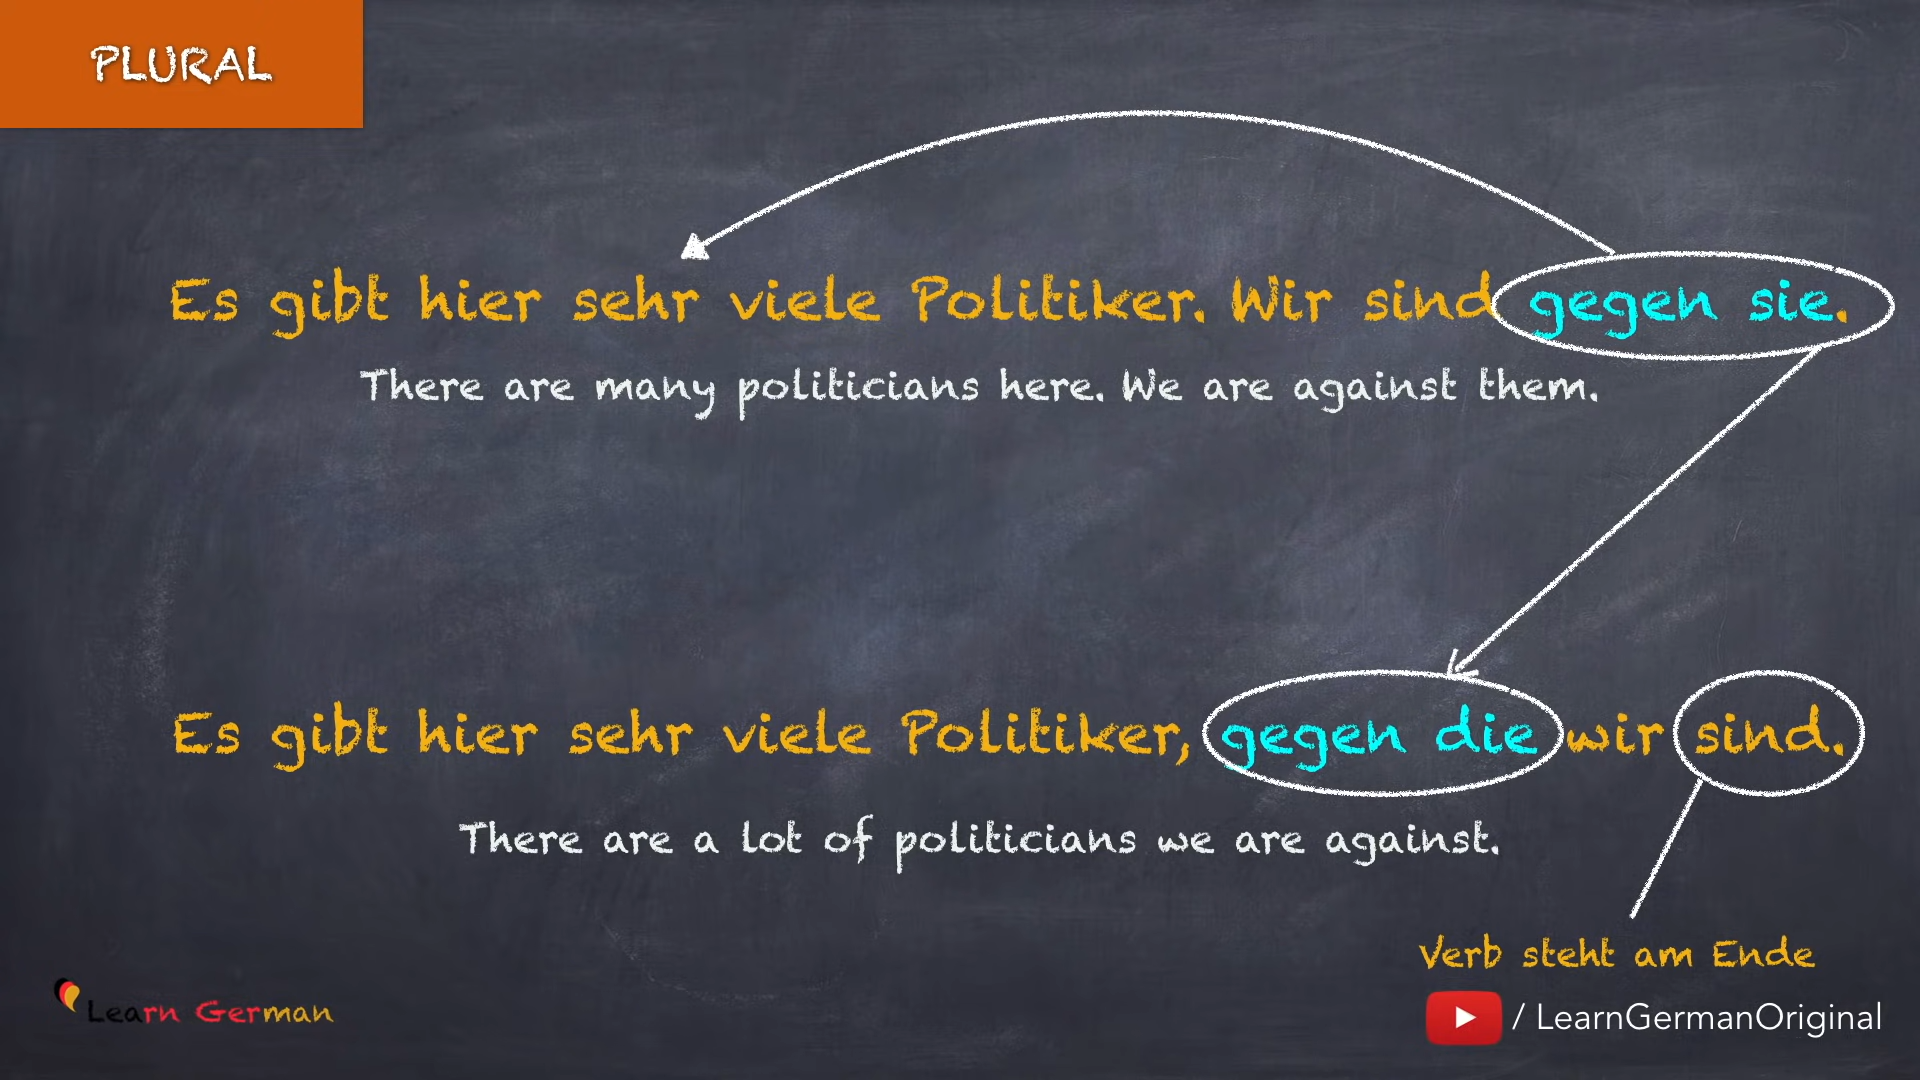 PLURAL
Es gibt hier sehr viele Politiker. Wir sind gegen sie.
There are many politicians here. We are against them.
Es gibt hier sehr viele Politiker, gegen die wir sind.
There are a lot of politicians we are against.
Verb steht am Ende
Learn German
/ LearnGermanOriginal